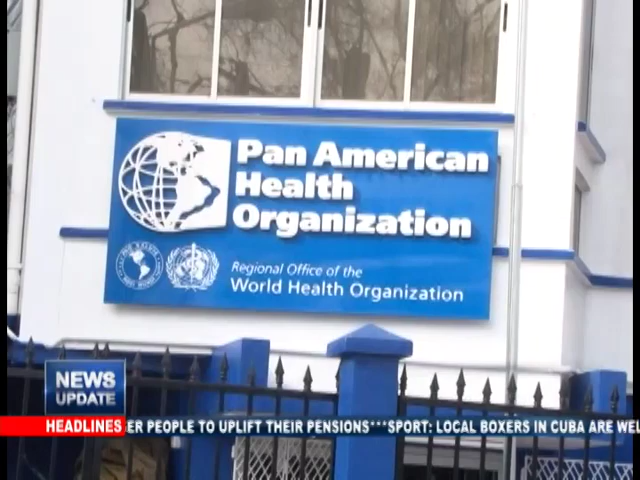 Pan American
Health
Organization
Regional Office of the
World Health Organization
NEWS
UPDATE
HEADLINES
ER PEOPLE TO UPLIFT THEIR PENSIONS***SPORT: LOCAL BOXERS IN CUBA ARE WEL